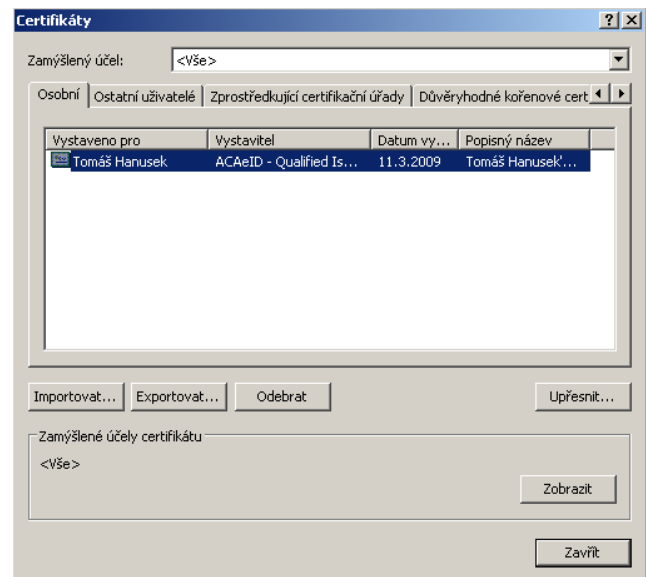 Certifikáty
Zamýšlený účel: <Vše>
Osobní Ostatní uživatelé Zprostředkující certifikační úřady Důvěryhodné kořenové cert
Vystaveno pro Vystavitel Datum vy... Popisný název
Tomáš Hanusek ACAeID - Qualified Is... 11.3.2009 Tomáš Hanusek'...
Importovat... Exportovat... Odebrat Upřesnit...
Zamýšlené účely certifikátu
<Vše>
Zobrazit
Zavřít